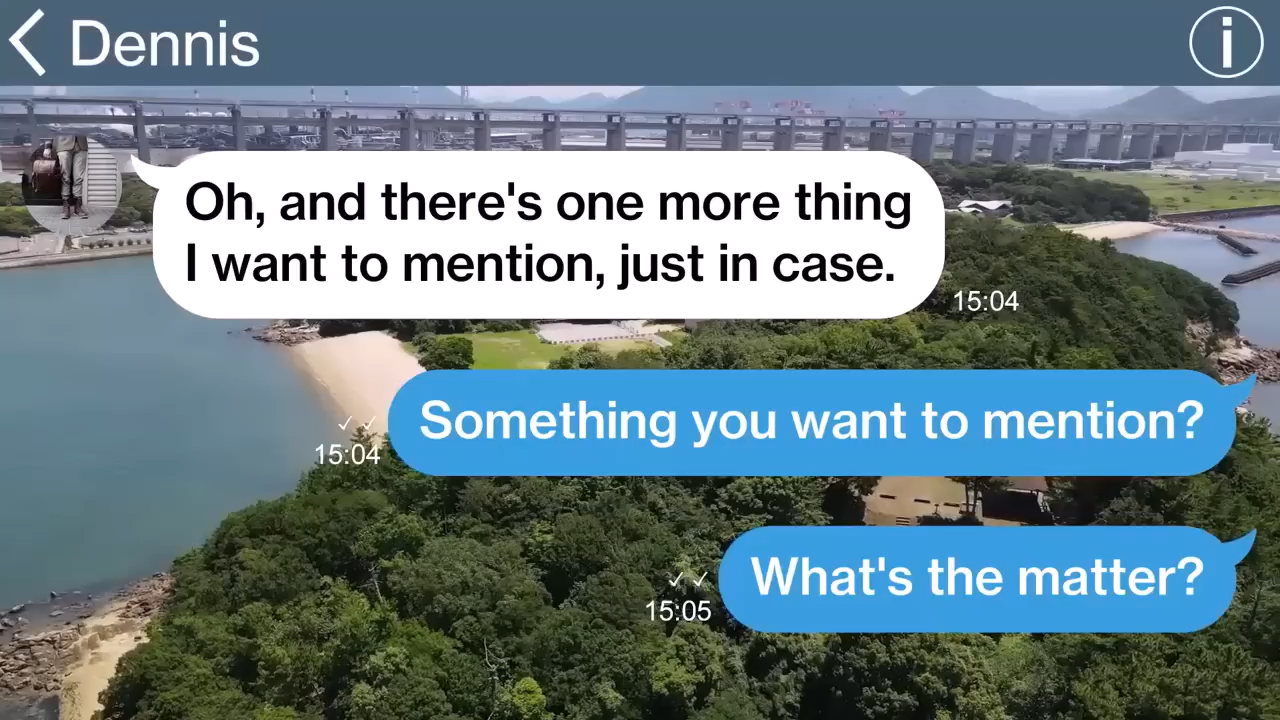 Dennis
Oh, and there's one more thing
I want to mention, just in case.
15:04
Something you want to mention?
15:04
What's the matter?
15:05